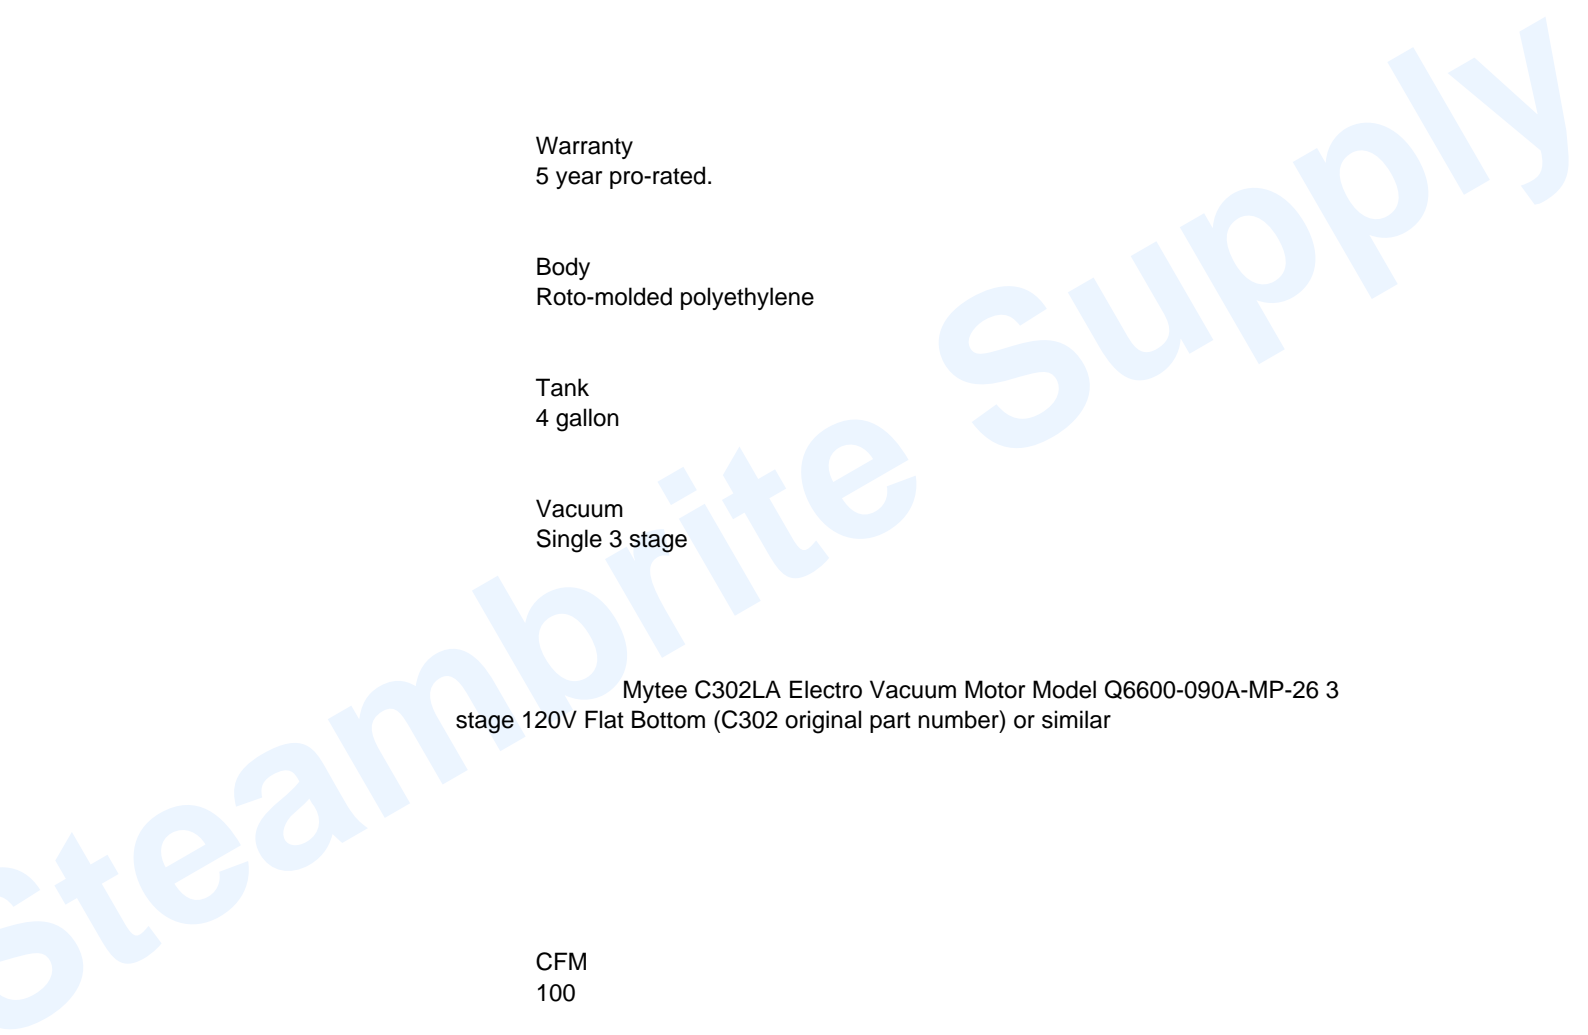 Warranty
5 year pro-rated.
Body
Roto-molded polyethylene
Tank
4 gallon
Vacuum
Single 3 stage
Mytee C302LA Electro Vacuum Motor Model Q6600-090A-MP-26 3
stage 120V Flat Bottom (C302 original part number) or similar
CFM
100
Steambrite Supply